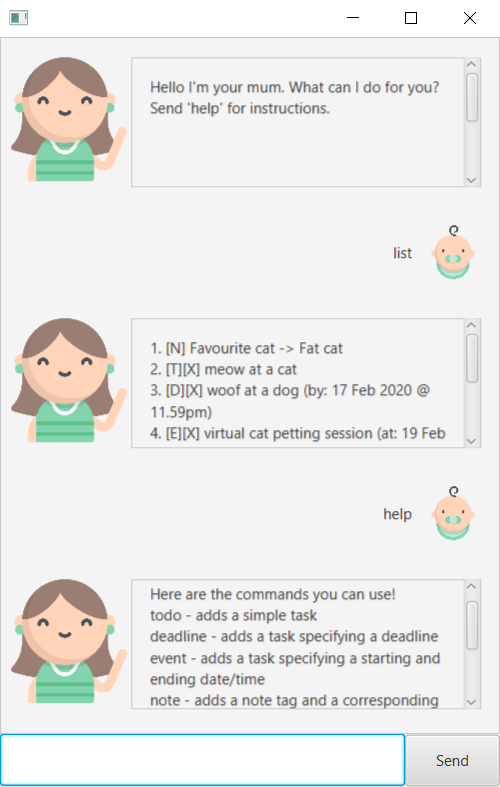 Hello I'm your mum. What can I do for you?
Send 'help' for instructions.
list
1. [N] Favourite cat -> Fat cat
2. [T][X] meow at a cat
3. [D][X] woof at a dog (by: 17 Feb 2020 @
11.59pm)
4. [E][X] virtual cat petting session (at: 19 Feb
help
Here are the commands you can use!
todo - adds a simple task
deadline - adds a task specifying a deadline
event - adds a task specifying a starting and
ending date/time
note - adds a note tag and a corresponding
Send